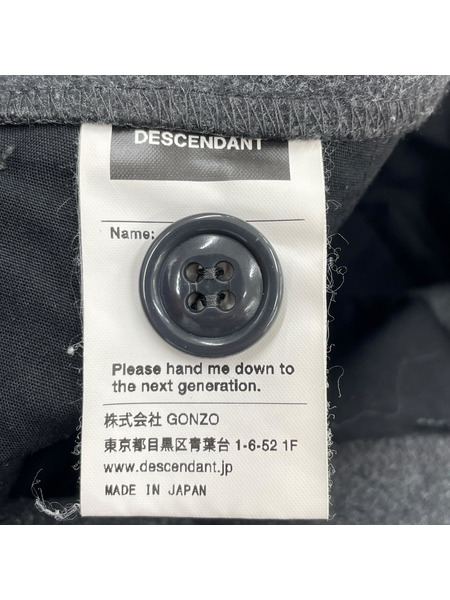 DESCENDANT
Name:
Please hand me down to
the next generation.
株式会社 GONZO
東京都目黒区青葉台 1-6-52 1F
www.descendant.jp
MADE IN JAPAN